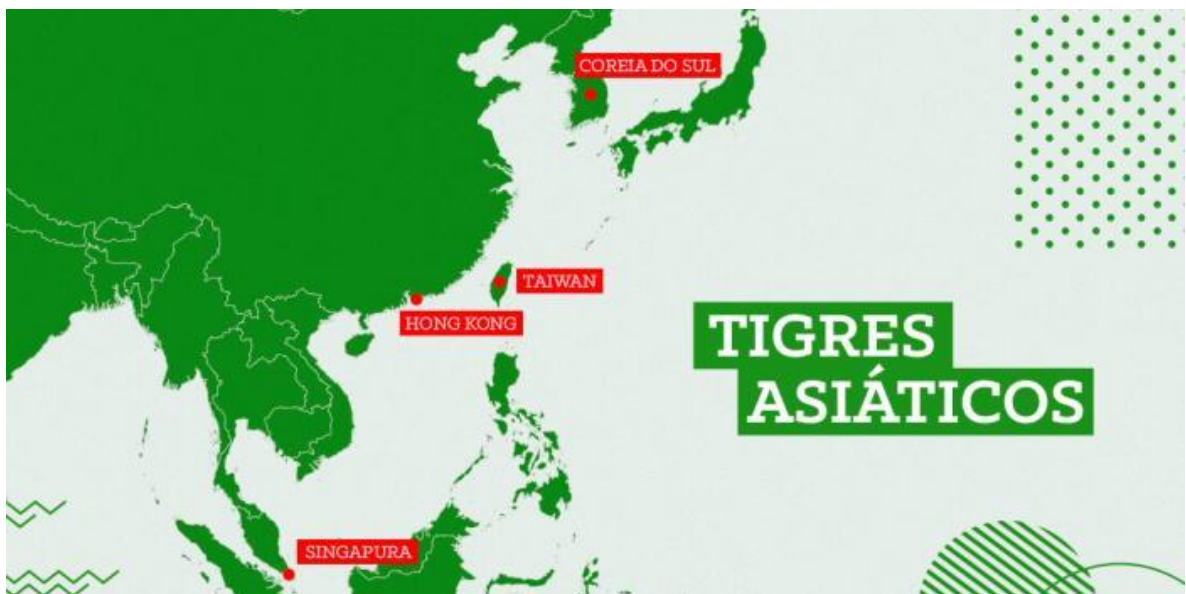 COREIA DO SUL
TAIWAN
HONG KONG
TIGRES
ASIÁTICOS
SINGAPURA